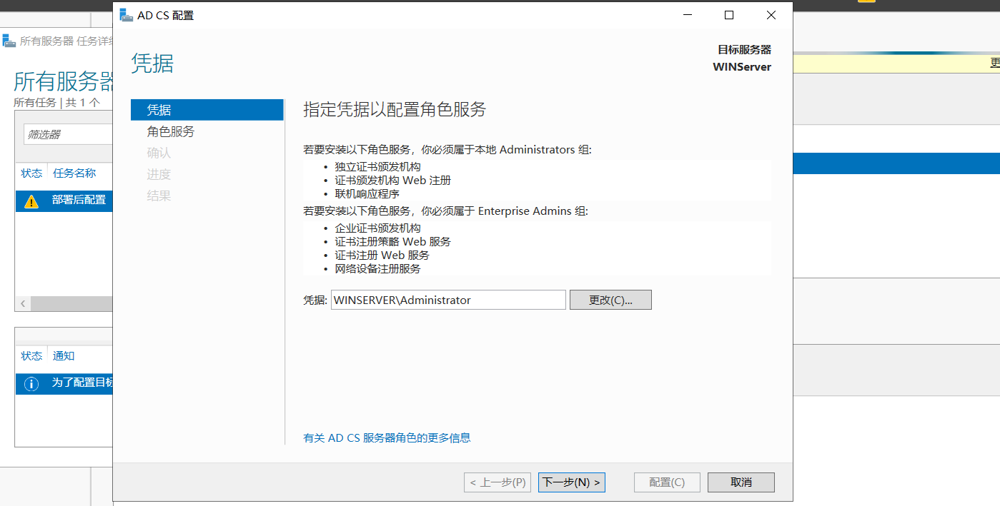 AD CS 配置
所有服务器 任务详细
凭据
目标服务器
WINServer
所有服务器
所有任务 | 共 1 个
筛选器
状态 任务名称
部署后配置
状态 通知
为了配置目标
更
凭据
角色服务
确认
进度
结果
指定凭据以配置角色服务
若要安装以下角色服务，你必须属于本地 Administrators 组:
• 独立证书颁发机构
• 证书颁发机构 Web 注册
• 联机响应程序
若要安装以下角色服务，你必须属于 Enterprise Admins 组:
• 企业证书颁发机构
• 证书注册策略 Web 服务
• 证书注册 Web 服务
• 网络设备注册服务
凭据: WINSERVER\Administrator 更改(C)...
有关 AD CS 服务器角色的更多信息
< 上一步(P) 下一步(N) > 配置(C) 取消